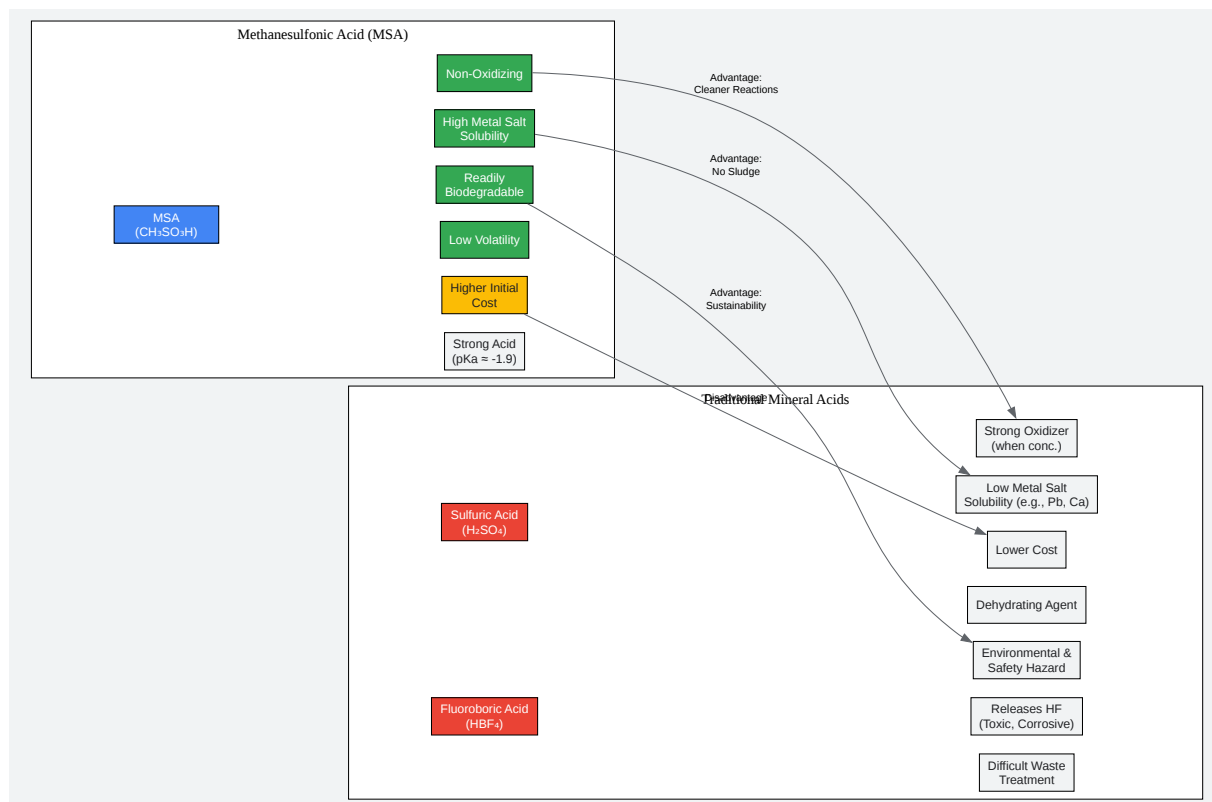 Methanesulfonic Acid (MSA)
Non-Oxidizing
High Metal Salt
Solubility
Readily
Biodegradable
MSA
(CH₃SO₃H)
Low Volatility
Higher Initial
Cost
Strong Acid
(pKa ≈ -1.9)
Advantage:
Cleaner Reactions
Advantage:
No Sludge
Advantage:
Sustainability
Disadvantage
Traditional Mineral Acids
Strong Oxidizer
(when conc.)
Low Metal Salt
Solubility (e.g., Pb, Ca)
Sulfuric Acid
(H₂SO₄)
Lower Cost
Dehydrating Agent
Environmental &
Safety Hazard
Fluoroboric Acid
(HBF₄)
Releases HF
(Toxic, Corrosive)
Difficult Waste
Treatment